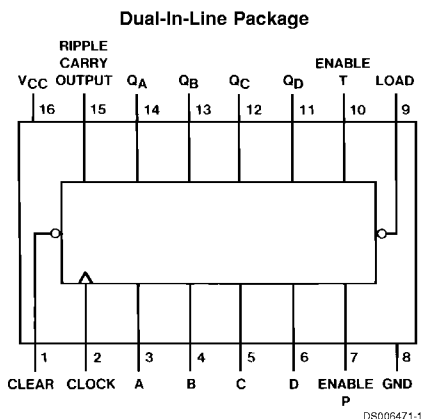 Dual-In-Line Package
RIPPLE
CARRY
OUTPUT
VCC
QA
QB
QC
QD
ENABLE
T
LOAD
16
15
14
13
12
11
10
9
1
2
3
4
5
6
7
8
CLEAR
CLOCK
A
B
C
D
ENABLE
P
GND
DS006471-1